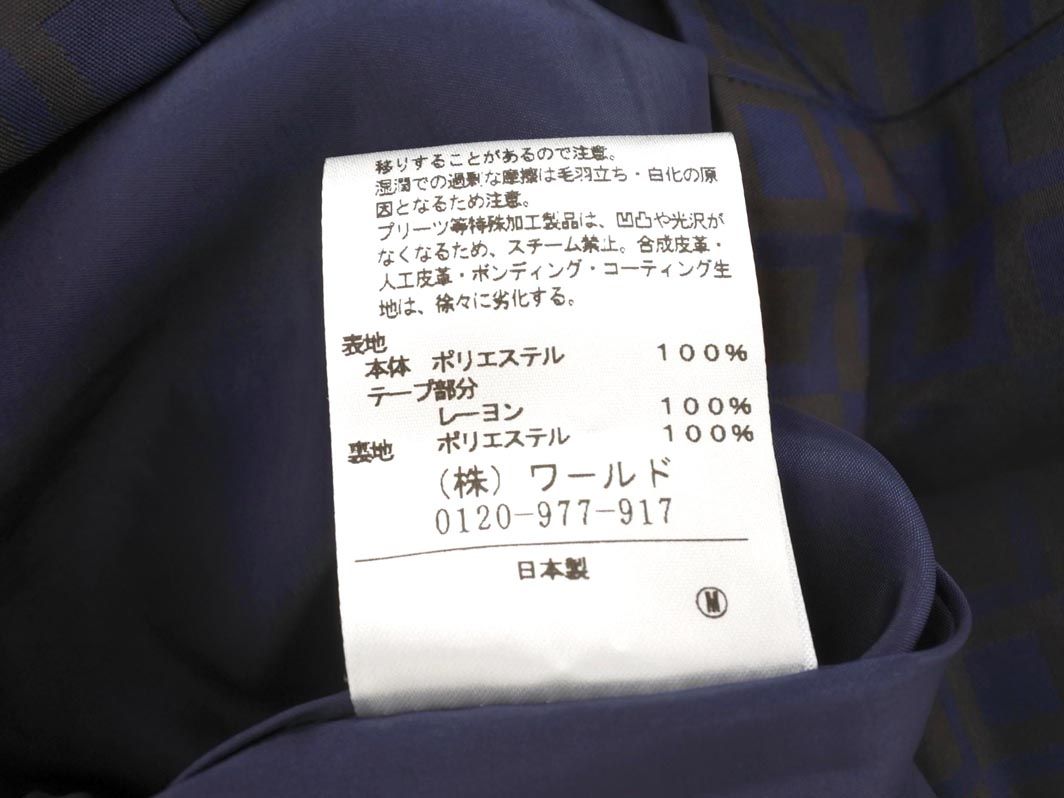 移りすることがあるので注意。
湿潤での過剰な摩擦は毛羽立ち・白化の原
因となるため注意。
プリーツ等特殊加工製品は、凹凸や光沢が
なくなるため、スチーム禁止。合成皮革・
人工皮革・ボンディング・コーティング生
地は、徐々に劣化する。
表地
本体 ポリエステル 100%
テープ部分
レーヨン 100%
裏地 ポリエステル 100%
(株) ワールド
0120-977-917
日本製
Ⓜ